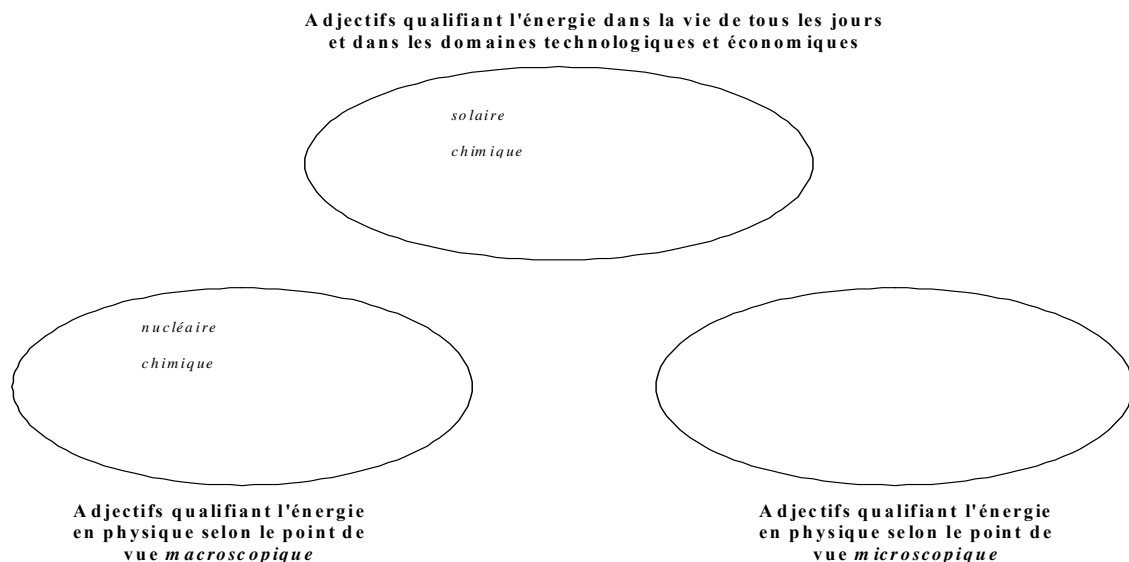 Adjectifs qualifiant l'énergie dans la vie de tous les jours
et dans les domaines technologiques et économiques
solaire
chimique
nucléaire
chimique
Adjectifs qualifiant l'énergie
en physique selon le point de
vue macroscopique
Adjectifs qualifiant l'énergie
en physique selon le point de
vue microscopique